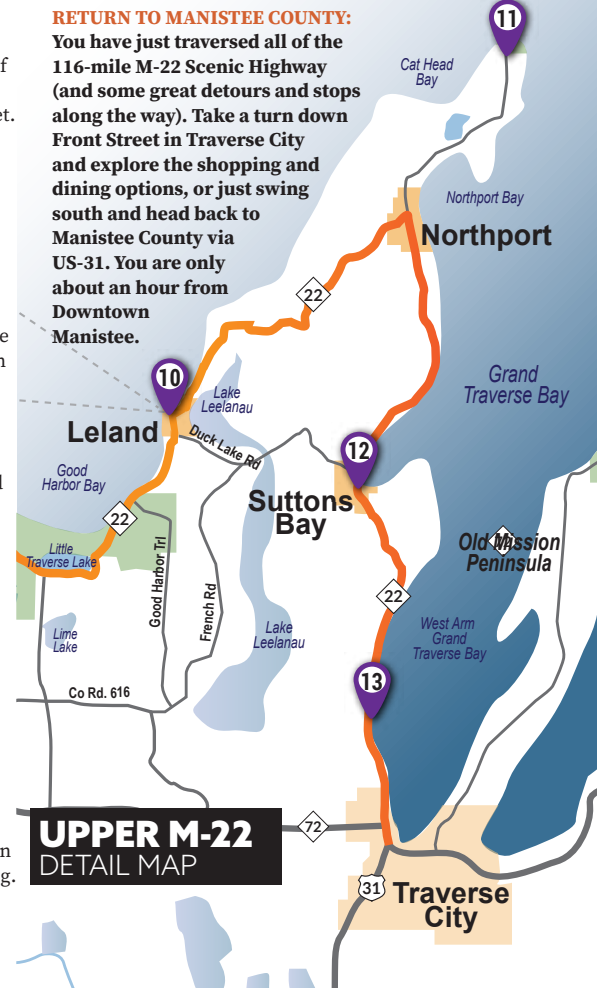 RETURN TO MANISTEE COUNTY:
You have just traversed all of the
116-mile M-22 Scenic Highway
(and some great detours and stops
along the way). Take a turn down
Front Street in Traverse City
and explore the shopping and
dining options, or just swing
south and head back to
Manistee County via
US-31. You are only
about an hour from
Downtown
Manistee.
11
Cat Head
Bay
Northport Bay
Northport
22
10
Lake
Leelanau
Grand
Traverse Bay
Leland
Duck Lake Rd
12
Good
Harbor Bay
Suttons
Bay
22
Little
Traverse Lake
Good Harbor Trl
French Rd
Old Mission
Peninsula
22
Lime
Lake
Lake
Leelanau
West Arm
Grand
Traverse Bay
13
Co Rd. 616
UPPER M-22
DETAIL MAP
72
31
Traverse
City